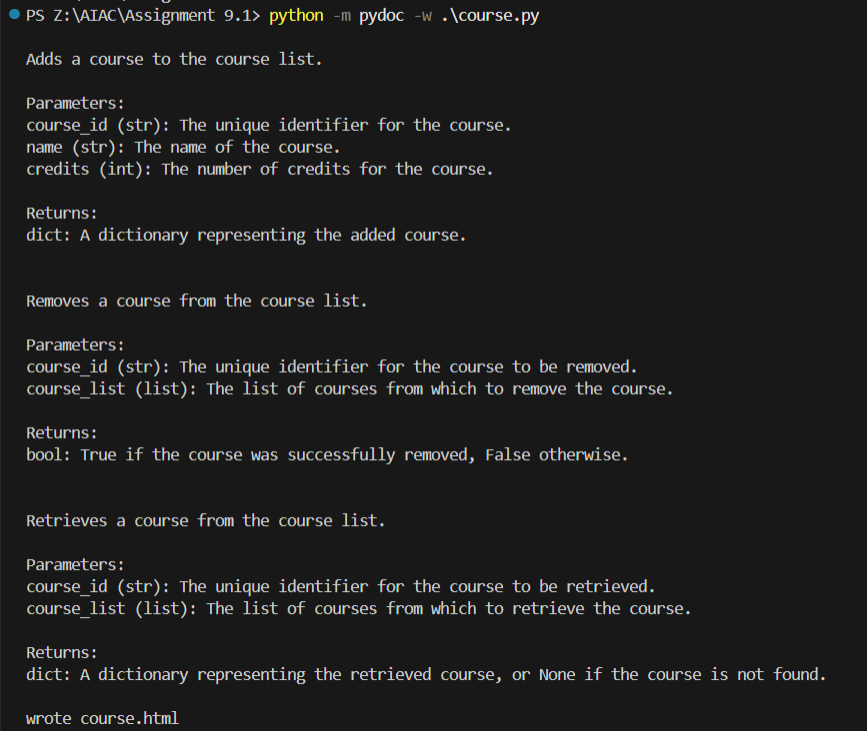 PS Z:\AIAC\Assignment 9.1> python -m pydoc -w .\course.py
Adds a course to the course list.
Parameters:
course_id (str): The unique identifier for the course.
name (str): The name of the course.
credits (int): The number of credits for the course.
Returns:
dict: A dictionary representing the added course.
Removes a course from the course list.
Parameters:
course_id (str): The unique identifier for the course to be removed.
course_list (list): The list of courses from which to remove the course.
Returns:
bool: True if the course was successfully removed, False otherwise.
Retrieves a course from the course list.
Parameters:
course_id (str): The unique identifier for the course to be retrieved.
course_list (list): The list of courses from which to retrieve the course.
Returns:
dict: A dictionary representing the retrieved course, or None if the course is not found.
wrote course.html